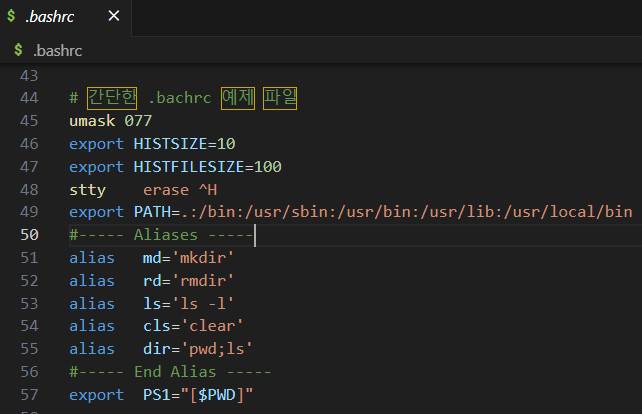 $ .bashrc ×
$ .bashrc
43
44 # 간단한 .bachrc 예제 파일
45 umask 077
46 export HISTSIZE=10
47 export HISTFILESIZE=100
48 stty    erase ^H
49 export PATH=.:/bin:/usr/sbin:/usr/bin:/usr/lib:/usr/local/bin
50 #----- Aliases -----
51 alias   md='mkdir'
52 alias   rd='rmdir'
53 alias   ls='ls -l'
54 alias   cls='clear'
55 alias   dir='pwd;ls'
56 #----- End Alias -----
57 export  PS1="[$PWD]"